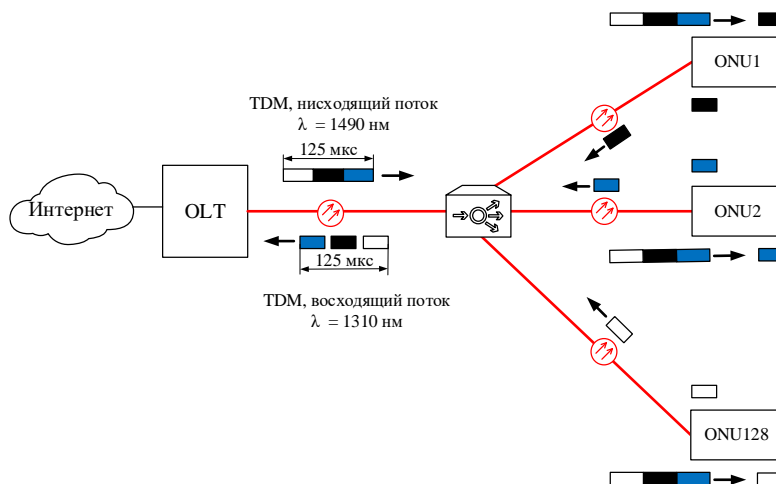 ONU1
TDM, нисходящий поток
λ = 1490 нм
125 мкс
Интернет
OLT
ONU2
125 мкс
TDM, восходящий поток
λ = 1310 нм
ONU128